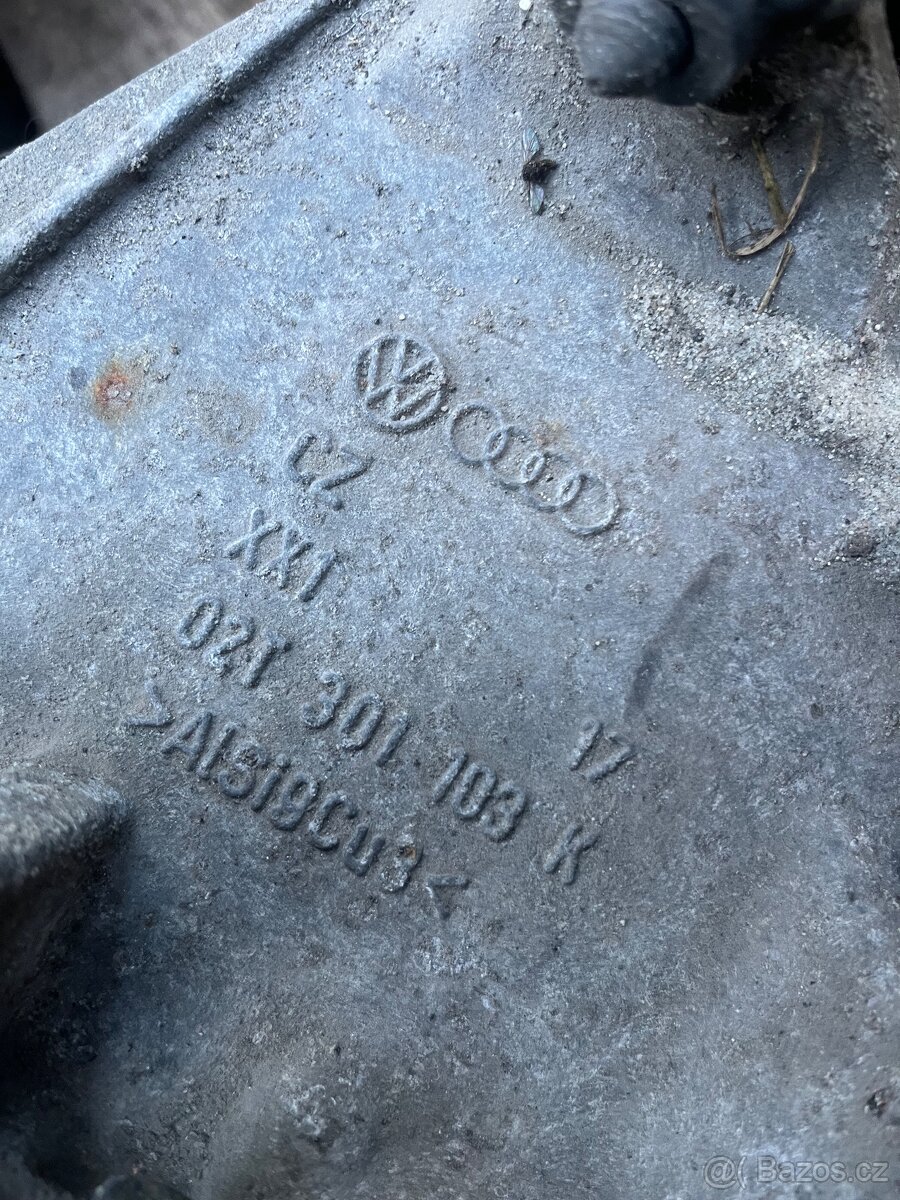 CZ
XX1
02T 301 103 K
17
>AlSi9Cu3<
@ Bazos.cz